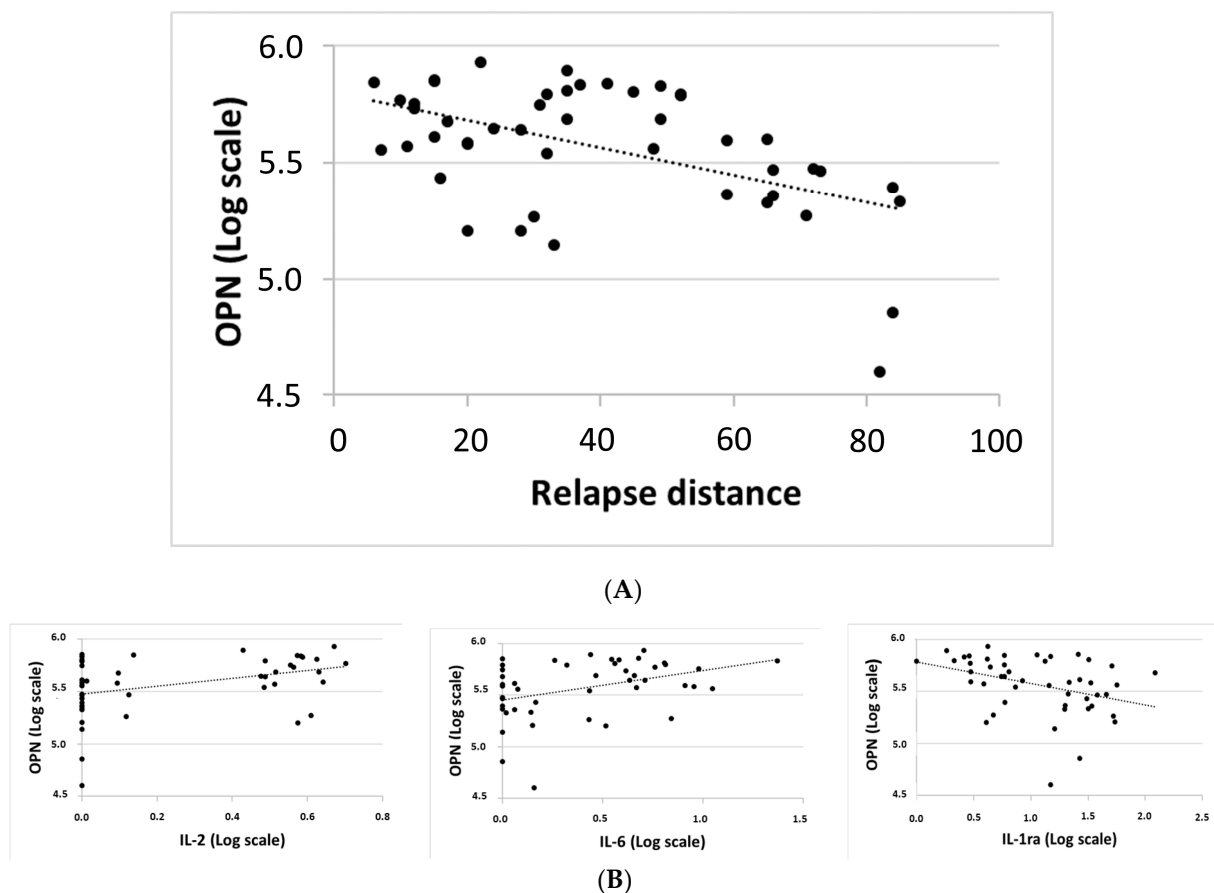 6.0
5.5
5.0
4.5
OPN (Log scale)
0 20 40 60 80 100
Relapse distance
(A)
6.0
5.5
5.0
4.5
OPN (Log scale)
0.0 0.2 0.4 0.6 0.8
IL-2 (Log scale)
6.0
5.5
5.0
4.5
OPN (Log scale)
0.0 0.5 1.0 1.5
IL-6 (Log scale)
6.0
5.5
5.0
4.5
OPN (Log scale)
0.0 0.5 1.0 1.5 2.0 2.5
IL-1ra (Log scale)
(B)